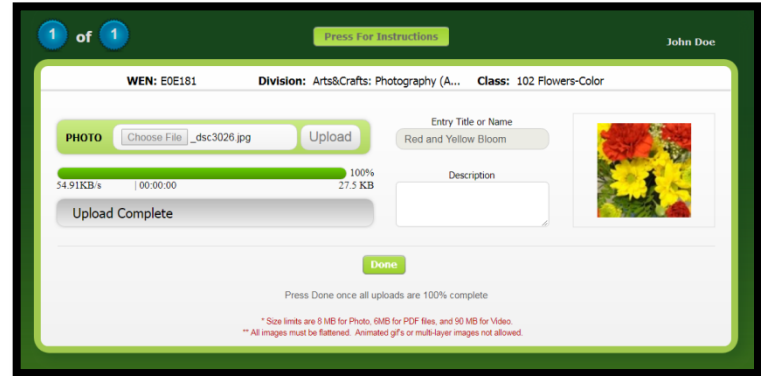 1 of 1
Press For Instructions
John Doe
WEN: E0E181 Division: Arts&Crafts: Photography (A... Class: 102 Flowers-Color
PHOTO Choose File _dsc3026.jpg Upload
Entry Title or Name
Red and Yellow Bloom
100%
54.91KB/s | 00:00:00 27.5 KB
Description
Upload Complete
Done
Press Done once all uploads are 100% complete
* Size limits are 8 MB for Photo, 6MB for PDF files, and 90 MB for Video.
** All images must be flattened. Animated gif's or multi-layer images not allowed.